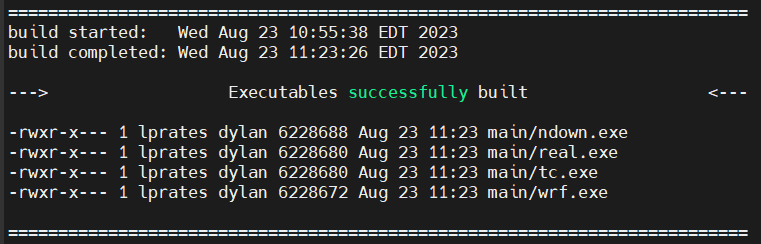 ==========================================================================
build started:   Wed Aug 23 10:55:38 EDT 2023
build completed: Wed Aug 23 11:23:26 EDT 2023
--->                  Executables successfully built                  <---
-rwxr-x--- 1 lprates dylan 6228688 Aug 23 11:23 main/ndown.exe
-rwxr-x--- 1 lprates dylan 6228680 Aug 23 11:23 main/real.exe
-rwxr-x--- 1 lprates dylan 6228680 Aug 23 11:23 main/tc.exe
-rwxr-x--- 1 lprates dylan 6228672 Aug 23 11:23 main/wrf.exe
==========================================================================